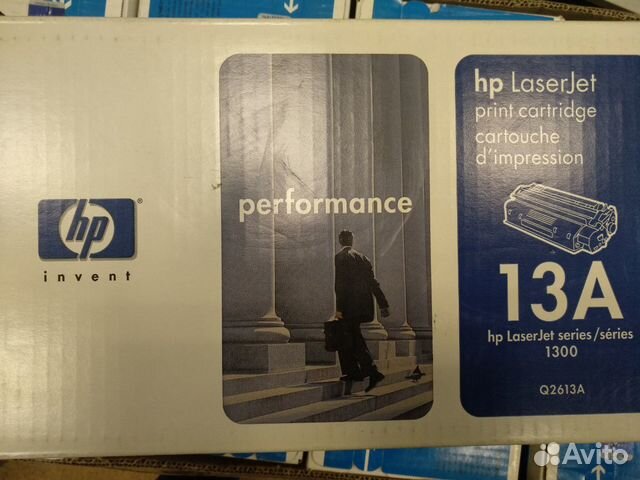 hp
invent
performance
hp LaserJet
print cartridge
cartouche
d'impression
13A
hp LaserJet series/séries
1300
Q2613A
Avito